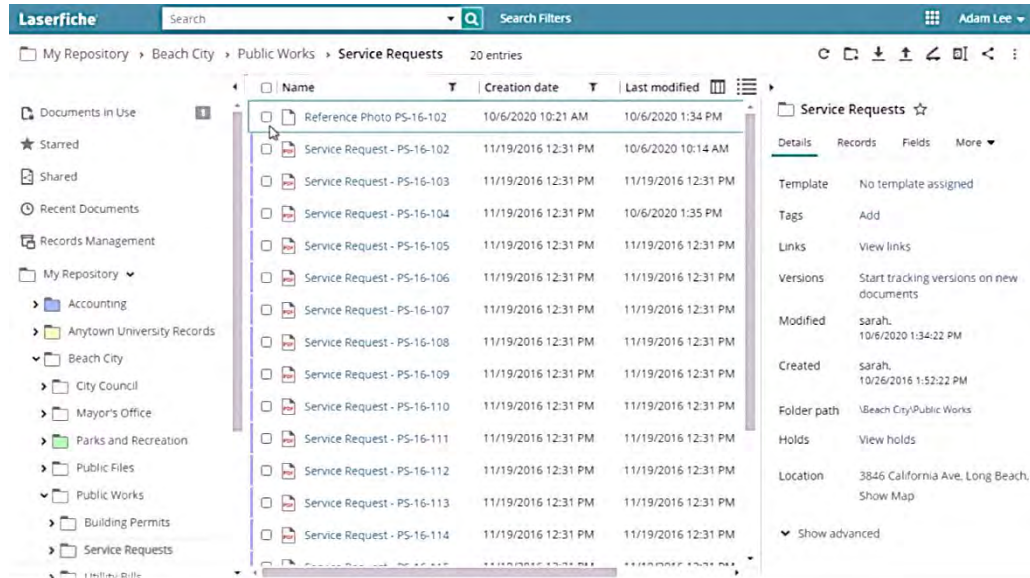 Laserfiche Search Search Filters Adam Lee
My Repository > Beach City > Public Works > Service Requests 20 entries
Documents in Use 1
Starred
Shared
Recent Documents
Records Management
My Repository
Accounting
Anytown University Records
Beach City
City Council
Mayor's Office
Parks and Recreation
Public Files
Public Works
Building Permits
Service Requests
Utility Bills
Name Creation date Last modified
Reference Photo PS-16-102 10/6/2020 10:21 AM 10/6/2020 1:34 PM
PDF Service Request - PS-16-102 11/19/2016 12:31 PM 10/6/2020 10:14 AM
PDF Service Request - PS-16-103 11/19/2016 12:31 PM 11/19/2016 12:31 PM
PDF Service Request - PS-16-104 11/19/2016 12:31 PM 10/6/2020 1:35 PM
PDF Service Request - PS-16-105 11/19/2016 12:31 PM 11/19/2016 12:31 PM
PDF Service Request - PS-16-106 11/19/2016 12:31 PM 11/19/2016 12:31 PM
PDF Service Request - PS-16-107 11/19/2016 12:31 PM 11/19/2016 12:31 PM
PDF Service Request - PS-16-108 11/19/2016 12:31 PM 11/19/2016 12:31 PM
PDF Service Request - PS-16-109 11/19/2016 12:31 PM 11/19/2016 12:31 PM
PDF Service Request - PS-16-110 11/19/2016 12:31 PM 11/19/2016 12:31 PM
PDF Service Request - PS-16-111 11/19/2016 12:31 PM 11/19/2016 12:31 PM
PDF Service Request - PS-16-112 11/19/2016 12:31 PM 11/19/2016 12:31 PM
PDF Service Request - PS-16-113 11/19/2016 12:31 PM 11/19/2016 12:31 PM
PDF Service Request - PS-16-114 11/19/2016 12:31 PM 11/19/2016 12:31 PM
Service Requests
Details Records Fields More
Template No template assigned
Tags Add
Links View links
Versions Start tracking versions on new
documents
Modified sarah,
10/6/2020 1:34:22 PM
Created sarah,
10/26/2016 1:52:22 PM
Folder path \Beach City\Public Works
Holds View holds
Location 3846 California Ave, Long Beach,
Show Map
Show advanced